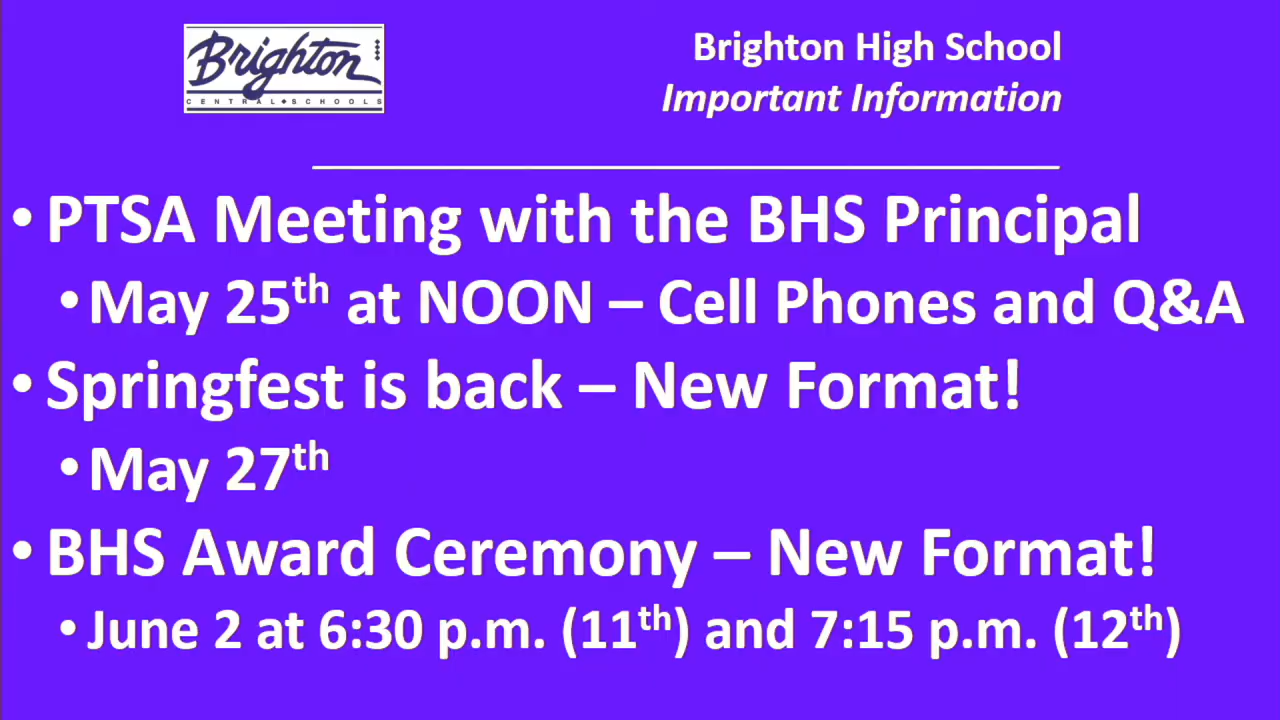 Brighton
CENTRAL◆SCHOOLS
Brighton High School
Important Information
• PTSA Meeting with the BHS Principal
• May 25th at NOON – Cell Phones and Q&A
• Springfest is back – New Format!
• May 27th
• BHS Award Ceremony – New Format!
• June 2 at 6:30 p.m. (11th) and 7:15 p.m. (12th)